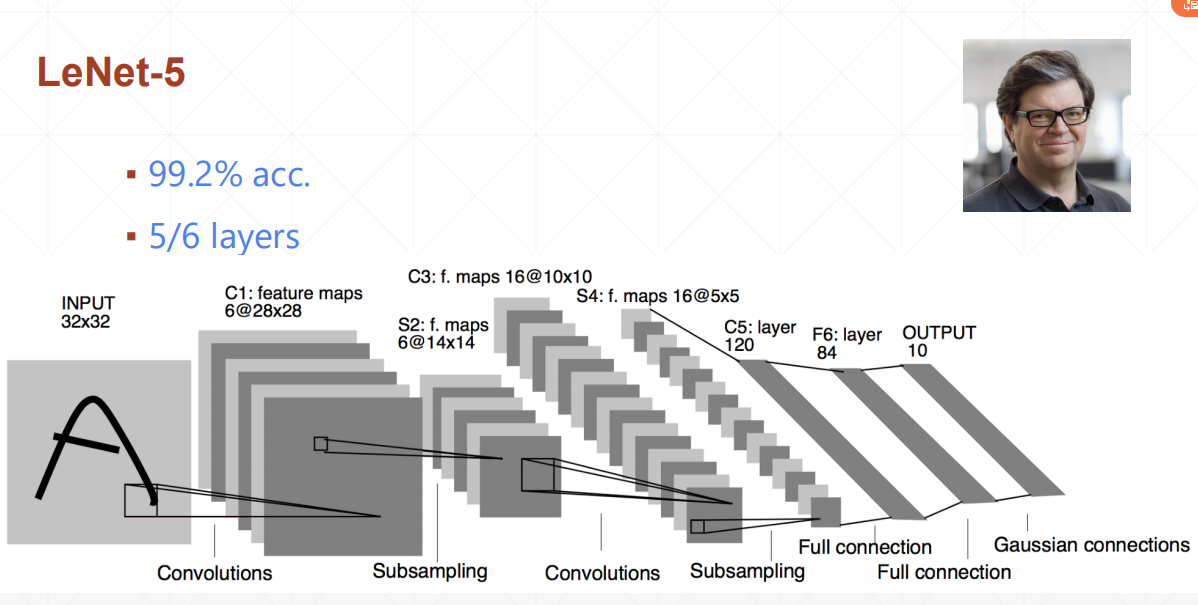 LeNet-5
99.2% acc.
5/6 layers
INPUT
32x32
C1: feature maps
6@28x28
S2: f. maps
6@14x14
C3: f. maps 16@10x10
S4: f. maps 16@5x5
C5: layer
120
F6: layer
84
OUTPUT
10
Convolutions
Subsampling
Convolutions
Subsampling
Full connection
Full connection
Gaussian connections